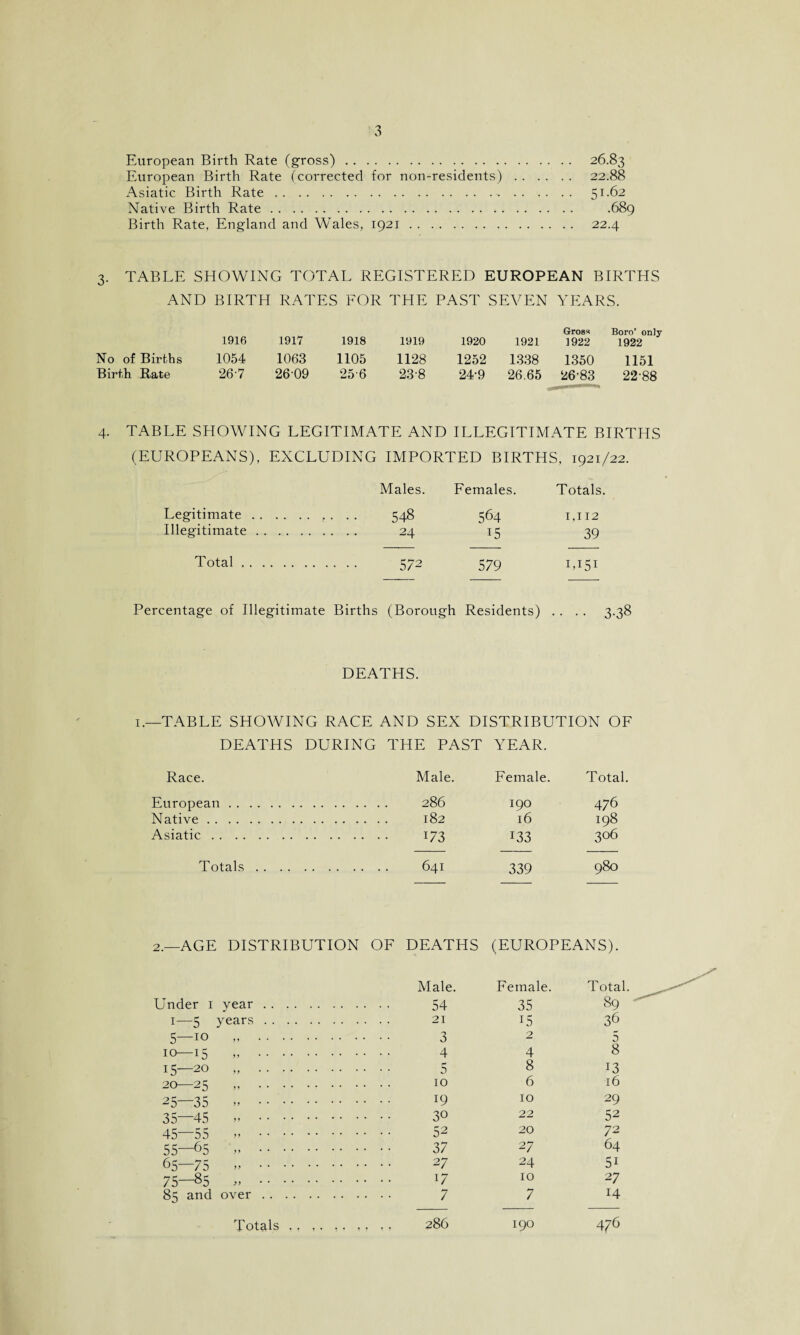 3
European Birth Rate (gross) .. .. .. .. .. .. .. .. .. .. 26.83
European Birth Rate (corrected for non-residents) .. .. .. 22.88
Asiatic Birth Rate .. .. .. .. .. .. .. .. .. .. .. .. 51.62
Native Birth Rate .. .. .. .. .. .. .. .. .. .. .. .. .689
Birth Rate, England and Wales, 1921 .. .. .. .. .. .. .. 22.4
3. TABLE SHOWING TOTAL REGISTERED EUROPEAN BIRTHS
AND BIRTH RATES FOR THE PAST SEVEN YEARS.
1916 1917 1918 1919 1920 1921 Gross 1922 Boro' only 1922
No of Births 1054 1063 1105 1128 1252 1338 1350 1151
Birth Rate 26·7 26·09 25·6 23·8 24·9 26.65 26·83 22·88
4. TABLE SHOWING LEGITIMATE AND ILLEGITIMATE BIRTHS
(EUROPEANS), EXCLUDING IMPORTED BIRTHS, 1921/22.
Males. Females. Totals.
Legitimate .. .. .. .. .. 548 564 1,112
Illegitimate .. .. .. .. .. 24 15 39
Total .. .. .. .. .. .. 572 579 1,151
Percentage of Illegitimate Births (Borough Residents) .. .. 3.38
DEATHS.
1.—TABLE SHOWING RACE AND SEX DISTRIBUTION OF
DEATHS DURING THE PAST YEAR.
Race. Male. Female. Total.
European .. .. .. .. .. .. 286 190 476
Native .. .. .. .. .. .. .. 182 16 198
Asiatic .. .. .. .. .. .. .. 173 133 306
Totals .. .. .. .. .. .. 641 339 980
2.—AGE DISTRIBUTION OF DEATHS (EUROPEANS).
Male. Female. Total.
Under 1 year .. .. .. .. .. 54 35 89
1—5 years .. .. .. .. .. 21 15 36
5—10 „ .. .. .. .. .. 3 2 5
10—15 „ .. .. .. .. .. 4 4 8
15—20 „ .. .. .. .. .. 5 8 13
20—25 „ .. .. .. .. .. 10 6 16
25—35 „ .. .. .. .. .. 19 10 29
35—45 „ .. .. .. .. .. 30 22 52
45—55 „ .. .. .. .. .. 52 20 72
55—65 „ .. .. .. .. .. 37 27 64
65—75 „ .. .. .. .. .. 27 24 51
75—85 „ .. .. .. .. .. 17 10 27
85 and over .. .. .. .. .. 7 7 14
Totals .. .. .. .. .. 286 190 476